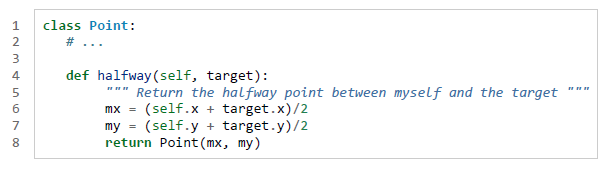 1 class Point:
2     # ...
3
4     def halfway(self, target):
5         """ Return the halfway point between myself and the target """
6         mx = (self.x + target.x)/2
7         my = (self.y + target.y)/2
8         return Point(mx, my)